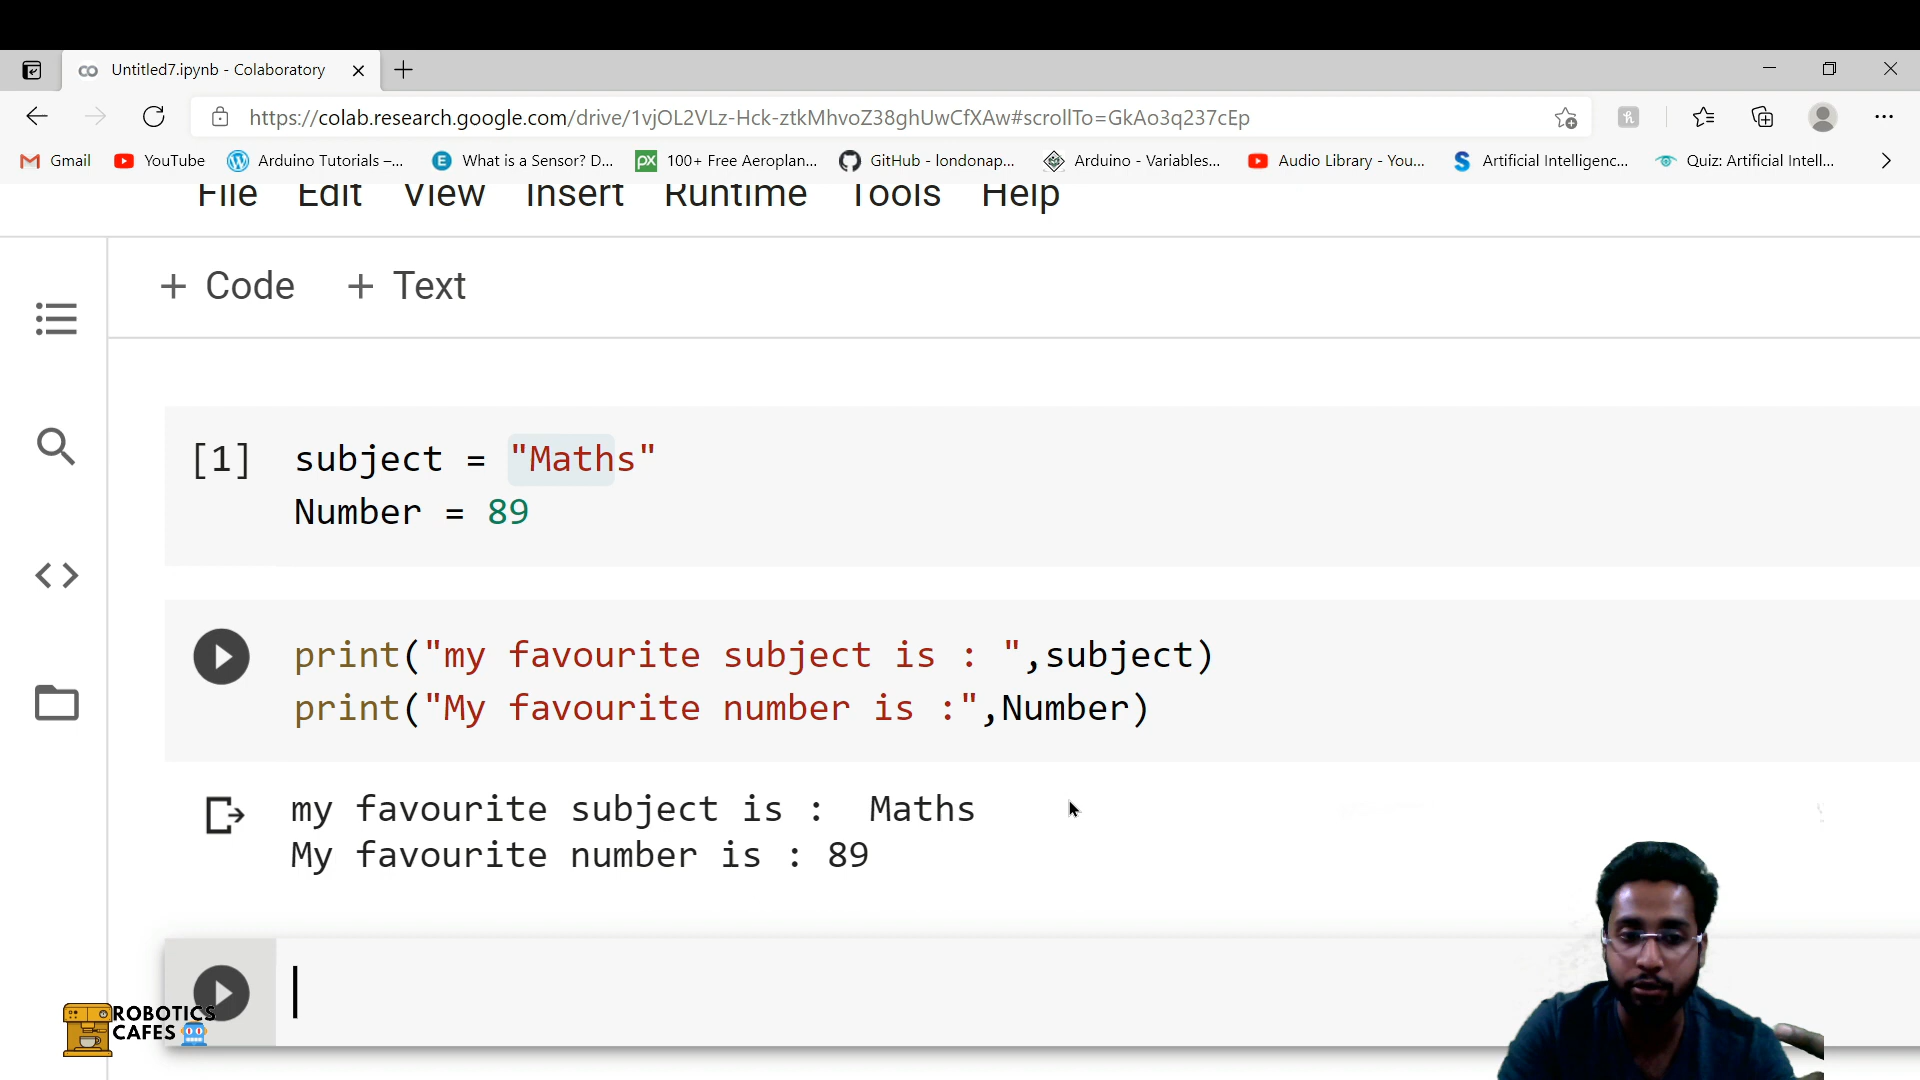 Untitled7.ipynb - Colaboratory
https://colab.research.google.com/drive/1vjOL2VLz-Hck-ztkMhvoZ38ghUwCfXAw#scrollTo=GkAo3q237cEp
Gmail YouTube Arduino Tutorials –... What is a Sensor? D... 100+ Free Aeroplan... GitHub - londonap... Arduino - Variables... Audio Library - You... Artificial Intelligenc... Quiz: Artificial Intell...
File Edit View Insert Runtime Tools Help
+ Code + Text
[1] subject = "Maths"
Number = 89
print("my favourite subject is : ",subject)
print("My favourite number is :",Number)
my favourite subject is :  Maths
My favourite number is : 89
ROBOTICS
CAFES